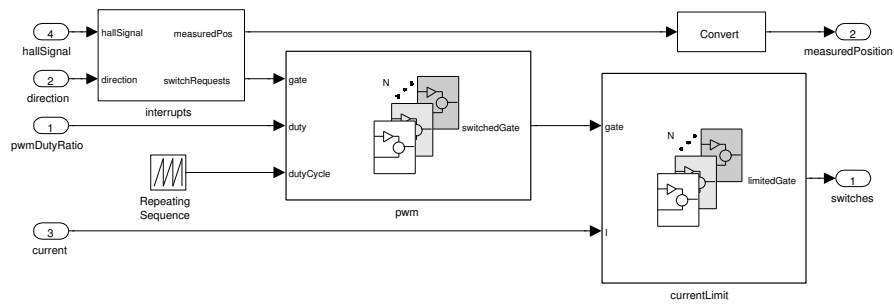 4
hallSignal
2
direction
1
pwmDutyRatio
3
current
hallSignal
measuredPos
direction
switchRequests
interrupts
Repeating
Sequence
gate
duty
dutyCycle
N
switchedGate
pwm
Convert
2
measuredPosition
gate
I
N
limitedGate
currentLimit
1
switches